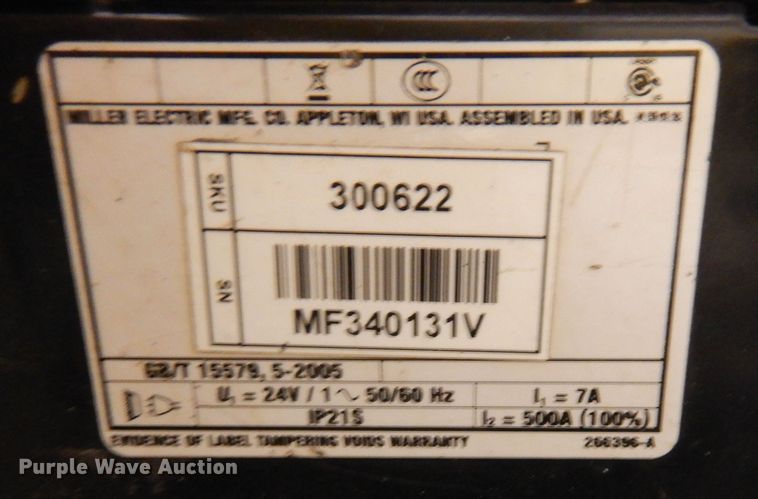 MILLER ELECTRIC MFG. CO. APPLETON, WI USA. ASSEMBLED IN USA.
SKU 300622
SN
MF340131V
GB/T 15579, 5-2005
U1 = 24V / 1 ~ 50/60 Hz I1 = 7A
IP21S I2 = 500A (100%)
EVIDENCE OF LABEL TAMPERING VOIDS WARRANTY 266396-A
Purple Wave Auction